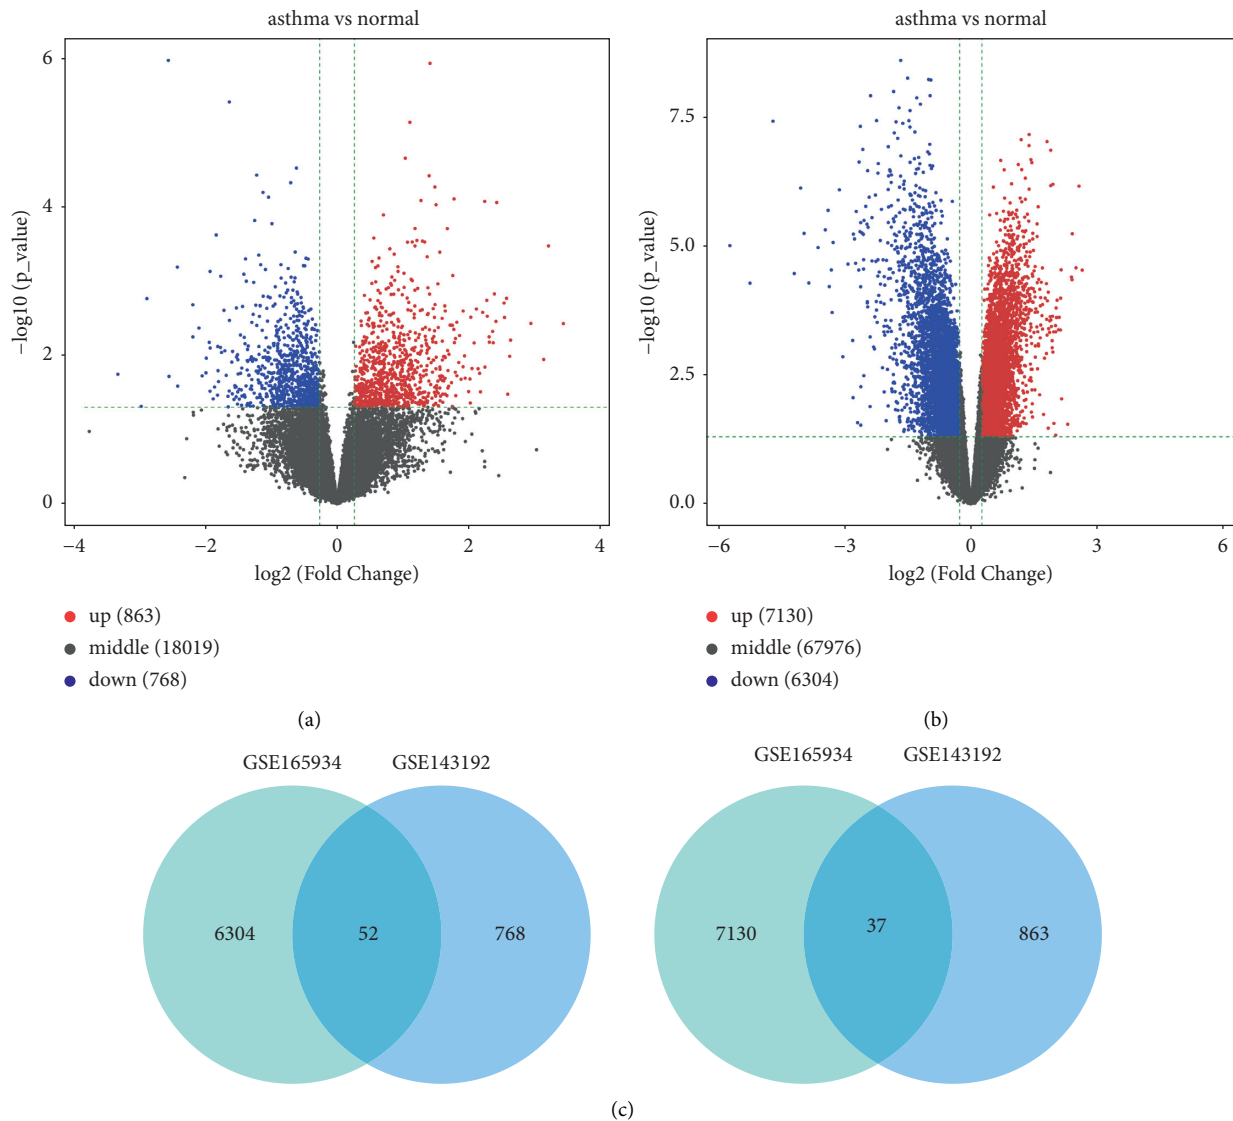 asthma vs normal
6
4
2
0
−log10 (p_value)
−4
−2
0
2
4
log2 (Fold Change)
up (863)
middle (18019)
down (768)
(a)
asthma vs normal
7.5
5.0
2.5
0.0
−log10 (p_value)
−6
−3
0
3
6
log2 (Fold Change)
up (7130)
middle (67976)
down (6304)
(b)
GSE165934
GSE143192
6304
52
768
GSE165934
GSE143192
7130
37
863
(c)